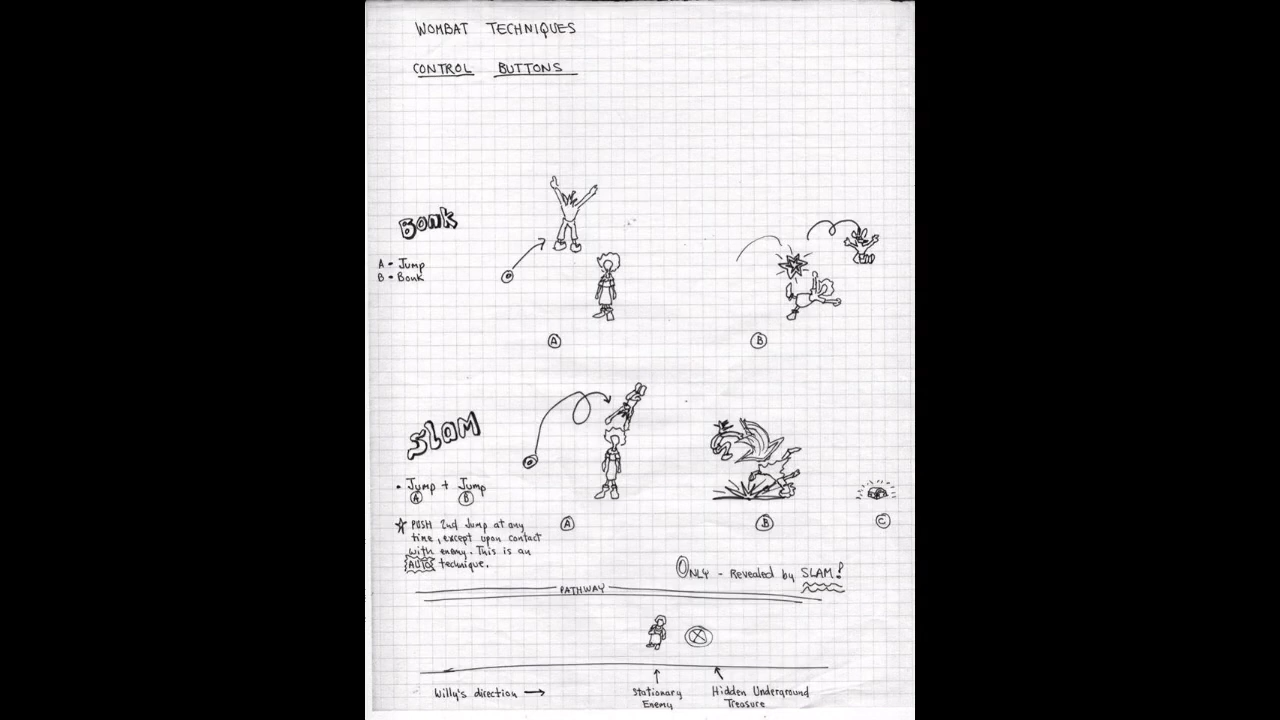 WOMBAT TECHNIQUES
CONTROL BUTTONS
Bonk
A - Jump
B - Bonk
A
B
SLAM
• Jump + Jump
A B
☆ PUSH 2nd Jump at any
time, except upon contact
with enemy. This is an
AUTO technique.
A
B
C
ONLY - Revealed by SLAM!
PATHWAY
Willy's direction →
Stationary
Enemy
Hidden Underground
Treasure